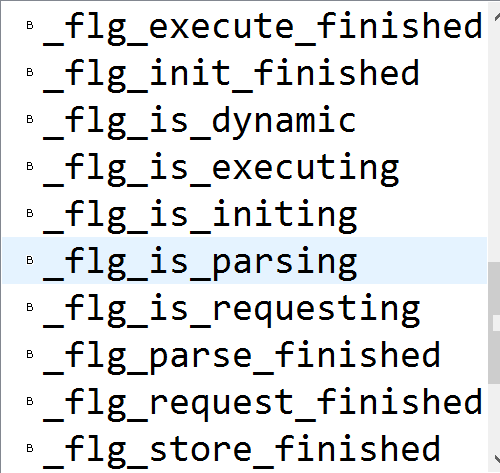 B _flg_execute_finished
B _flg_init_finished
B _flg_is_dynamic
B _flg_is_executing
B _flg_is_initing
B _flg_is_parsing
B _flg_is_requesting
B _flg_parse_finished
B _flg_request_finished
B _flg_store_finished